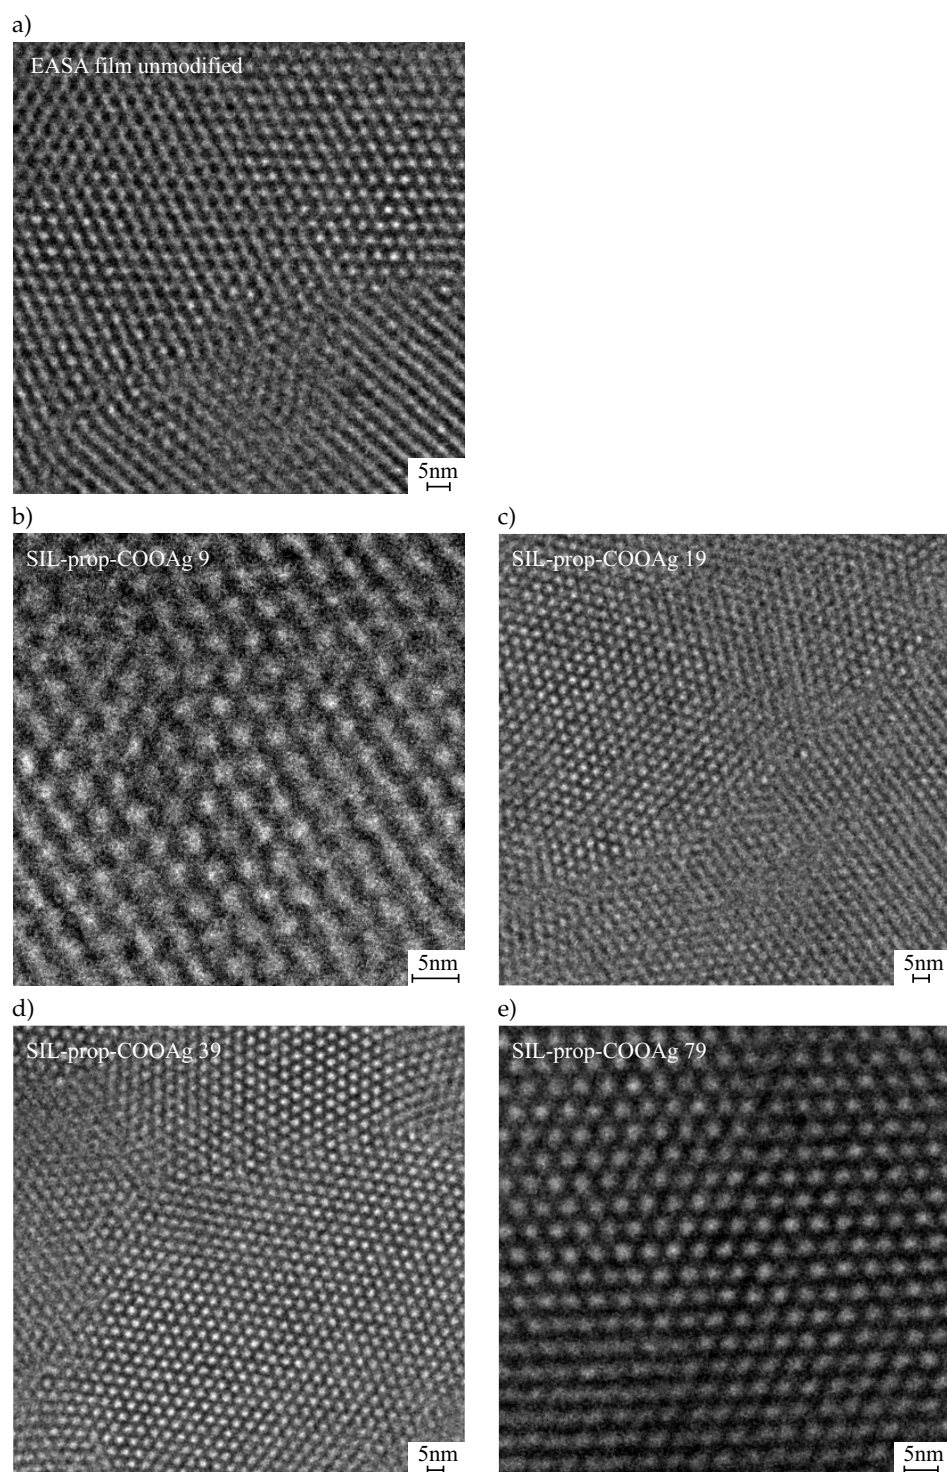 a)
EASA film unmodified
5nm
b)
c)
SIL-prop-COOAg 9
SIL-prop-COOAg 19
5nm
5nm
d)
e)
SIL-prop-COOAg 39
SIL-prop-COOAg 79
5nm
5nm